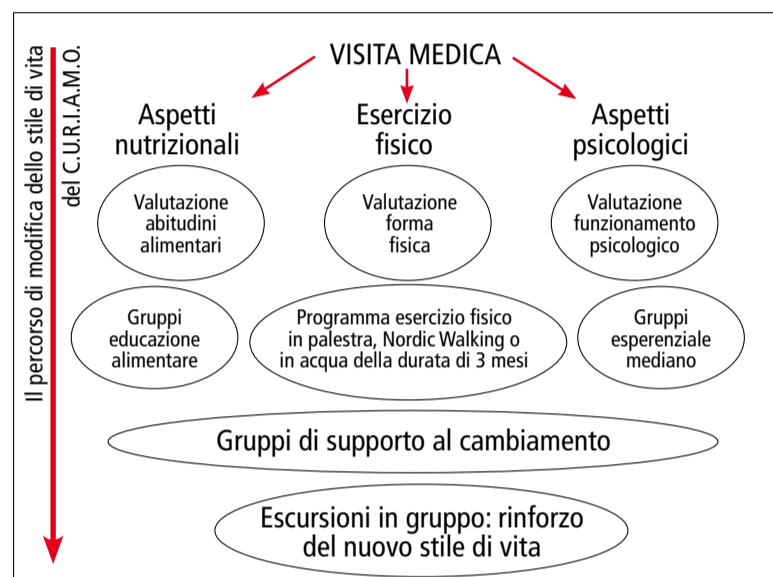 Il percorso di modifica dello stile di vita
del C.U.R.I.A.M.O.
VISITA MEDICA
Aspetti
nutrizionali
Esercizio
fisico
Aspetti
psicologici
Valutazione
abitudini
alimentari
Valutazione
forma
fisica
Valutazione
funzionamento
psicologico
Gruppi
educazione
alimentare
Programma esercizio fisico
in palestra, Nordic Walking o
in acqua della durata di 3 mesi
Gruppi
esperenziale
mediano
Gruppi di supporto al cambiamento
Escursioni in gruppo: rinforzo
del nuovo stile di vita